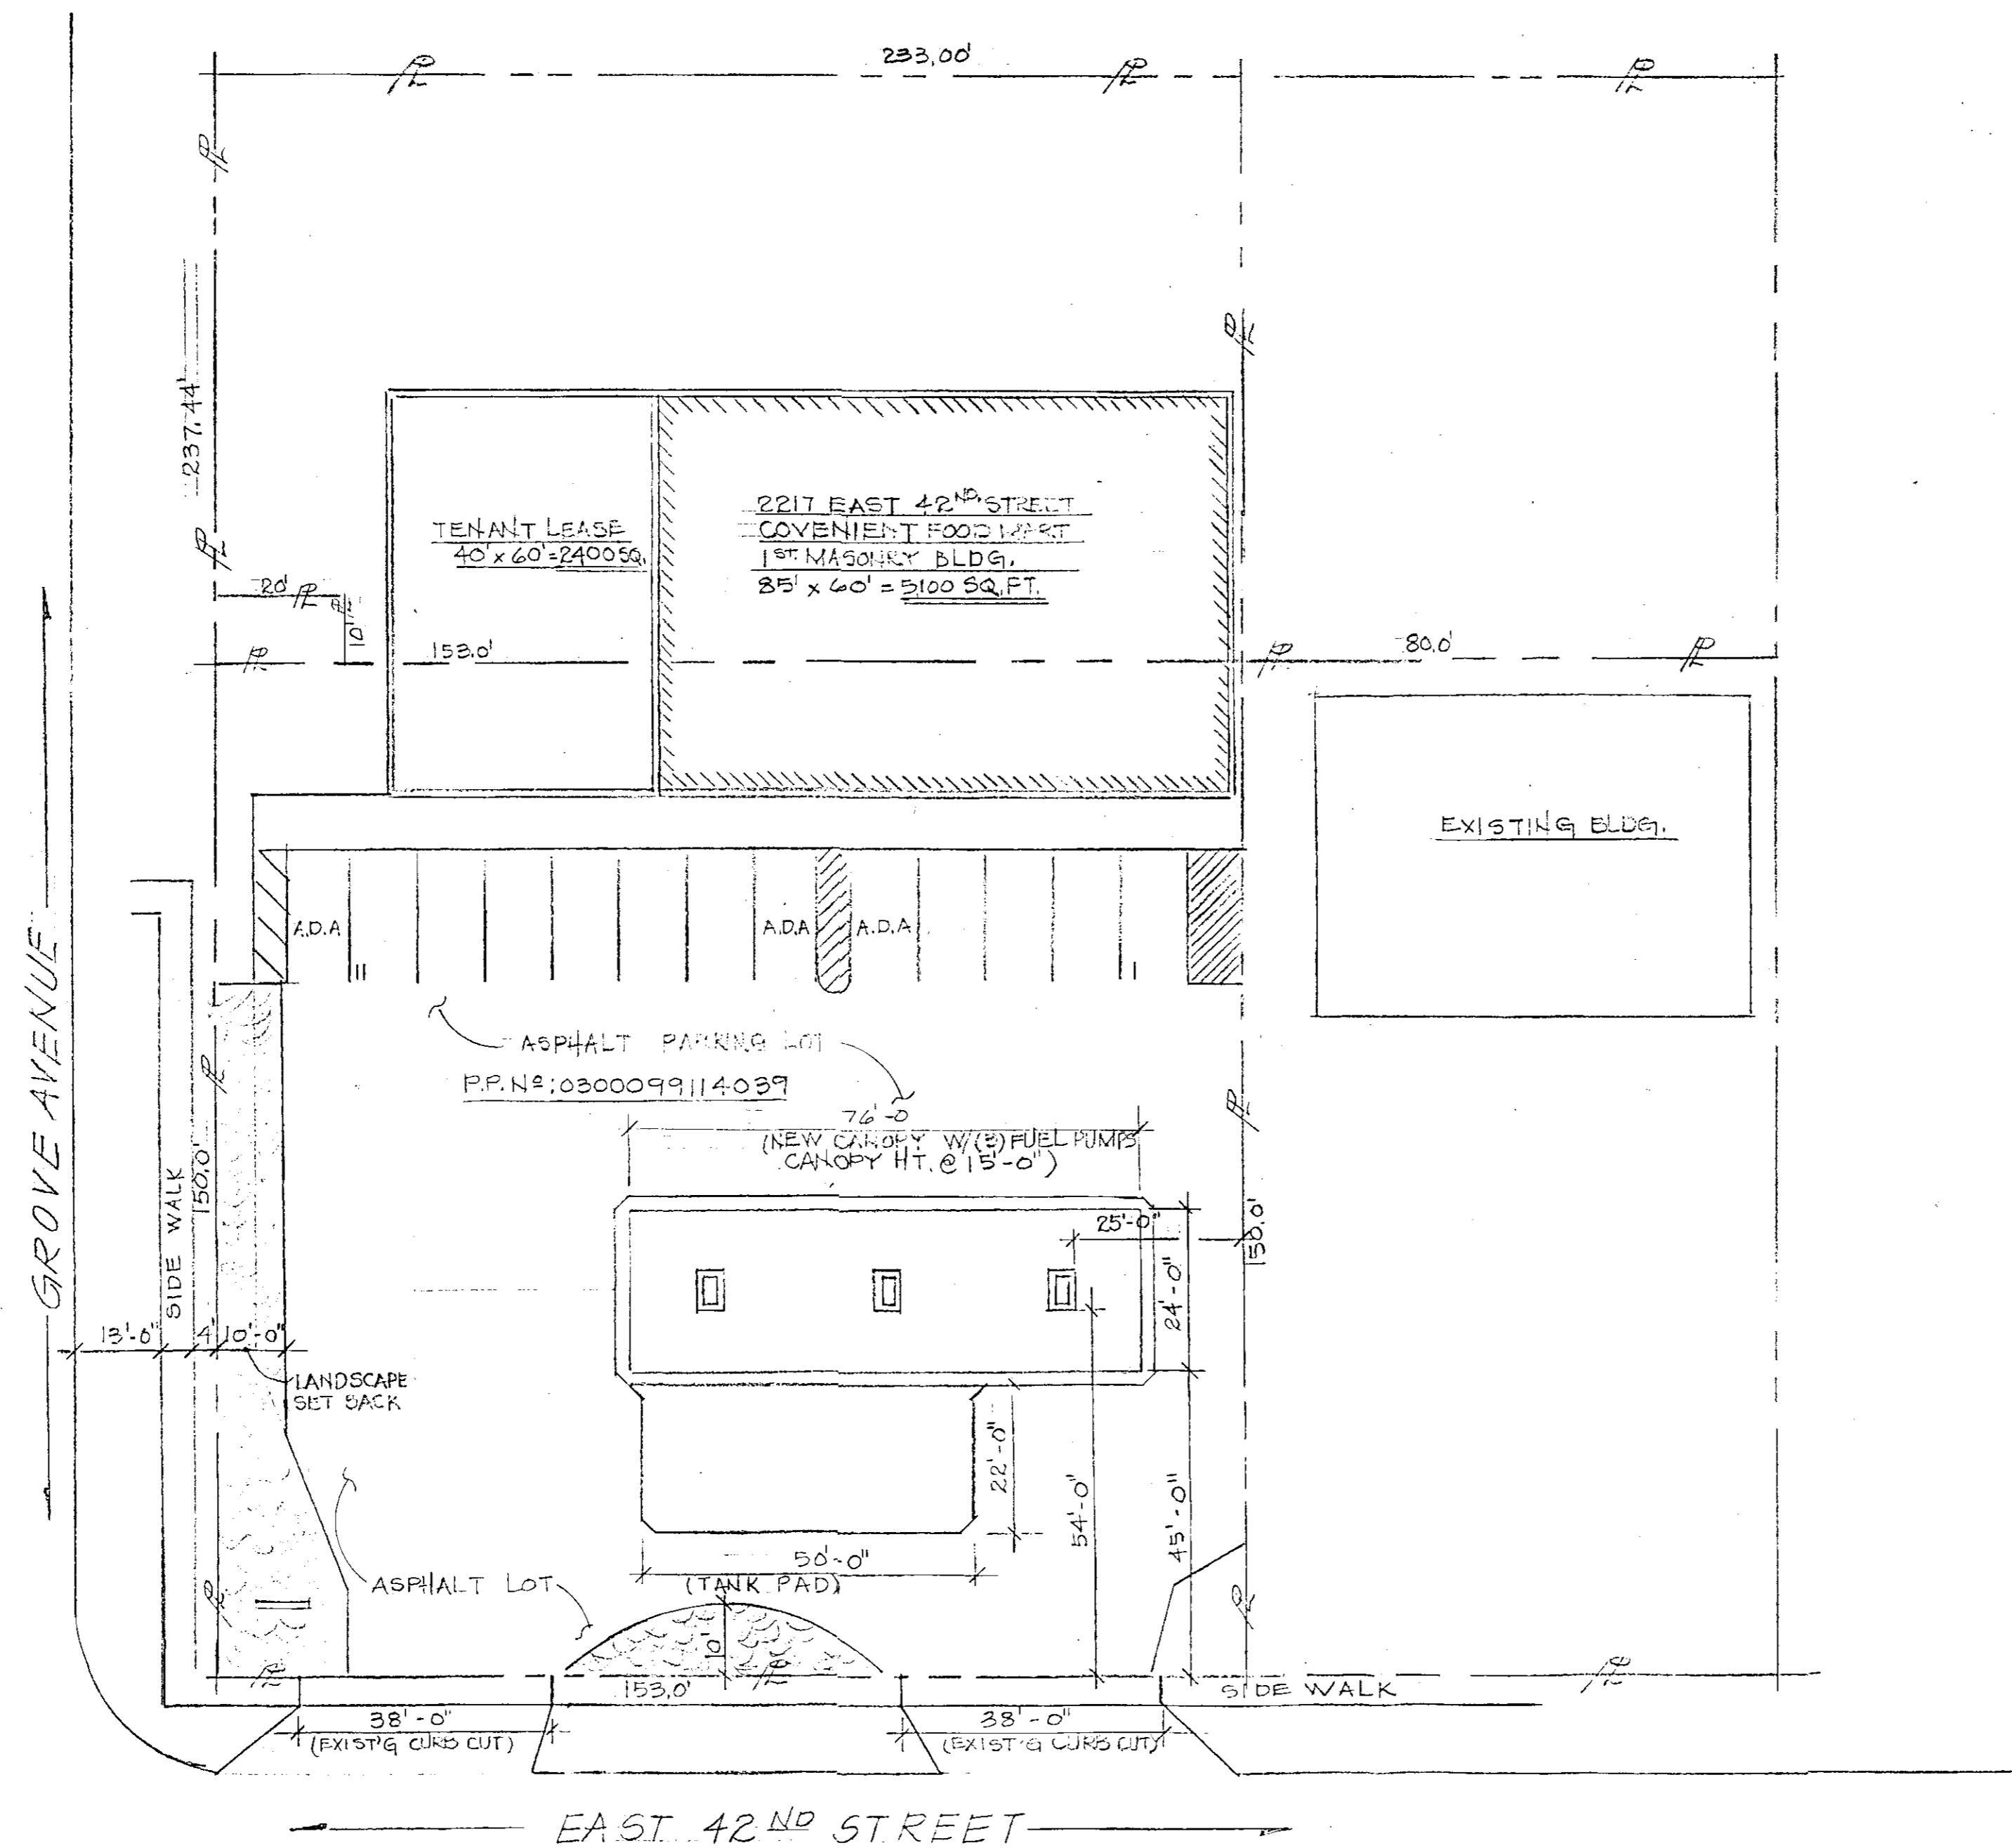 233.00'
237.44'
TENANT LEASE
40' x 60' = 2400 SQ.
2217 EAST 42ND. STREET
COVENIENT FOOD MART
1ST. MASONRY BLDG.
85' x 60' = 5100 SQ.FT.
20'
10'
153.0'
80.0'
EXISTING BLDG.
A.D.A
A.D.A
A.D.A
11
1
ASPHALT PARKING LOT
P.P. Nº: 0300099114039
76'-0
(NEW CANOPY W/(3) FUEL PUMPS
CANOPY HT. @ 15'-0")
GROVE AVENUE
SIDE WALK
150.0'
25'-0"
150.0'
24'-0"
13'-0"
4'
10'-0"
LANDSCAPE
SET BACK
22'-0"
54'-0"
45'-0"
50'-0"
(TANK PAD)
ASPHALT LOT
10'
153.0'
SIDE WALK
38'-0"
(EXIST'G CURB CUT)
38'-0"
(EXIST'G CURB CUT)
EAST 42ND STREET